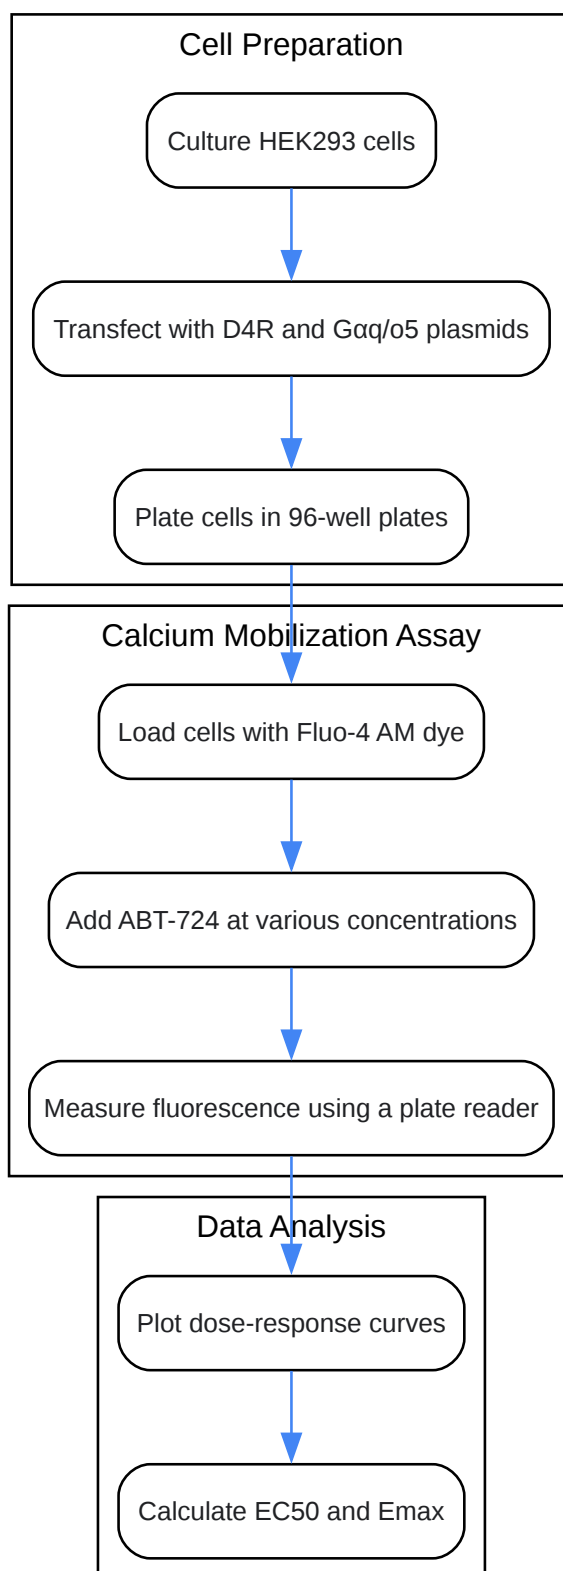 Cell Preparation
Culture HEK293 cells
Transfect with D4R and Gαq/o5 plasmids
Plate cells in 96-well plates
Calcium Mobilization Assay
Load cells with Fluo-4 AM dye
Add ABT-724 at various concentrations
Measure fluorescence using a plate reader
Data Analysis
Plot dose-response curves
Calculate EC50 and Emax